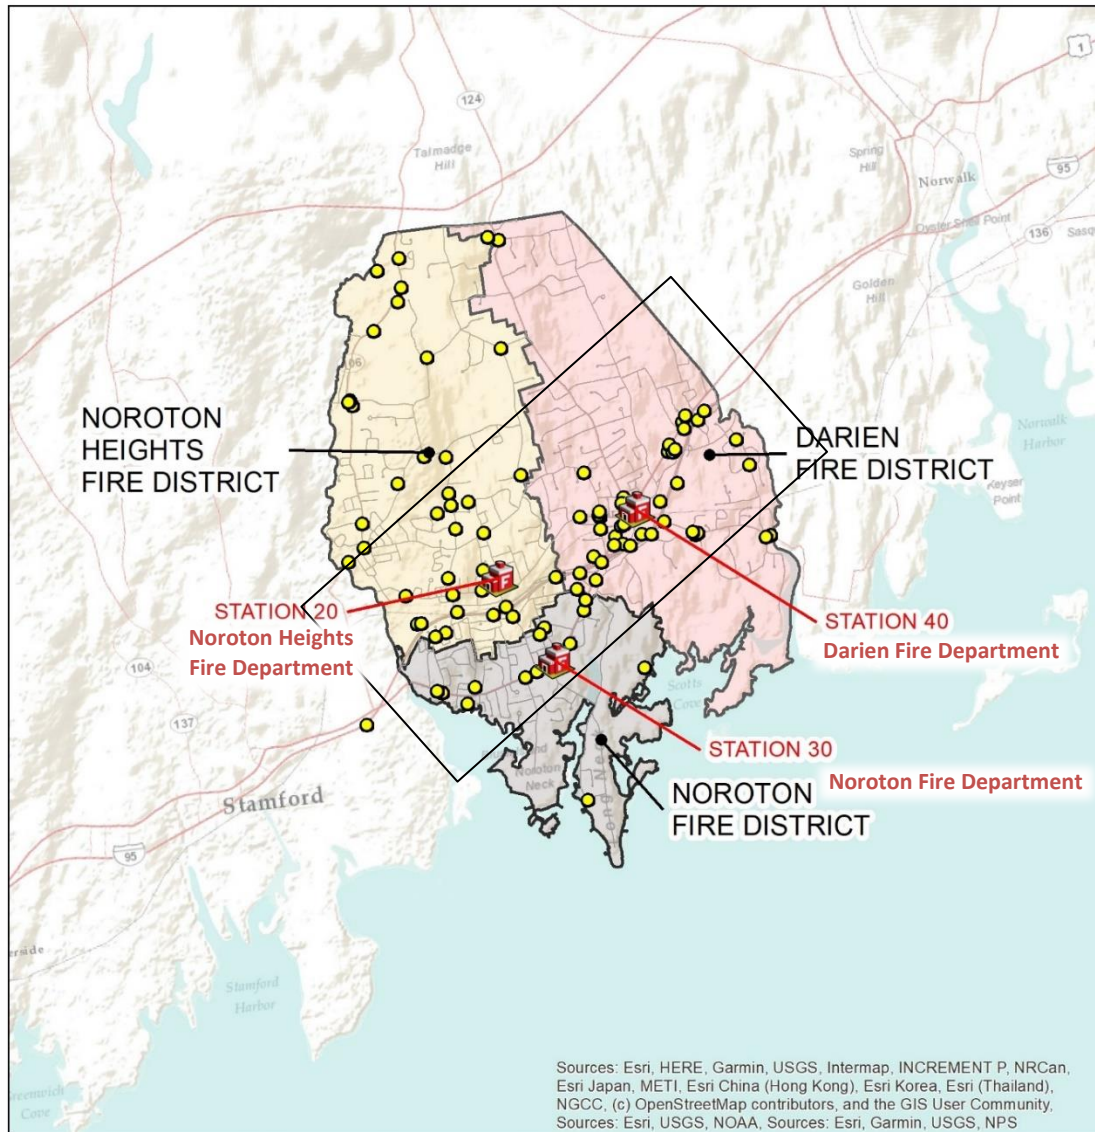 1
124
Talmadge
Hill
Spring
Hill
95
Norwalk
Oyster Shell Point
136
Golden
Hill
106
NOROTON
HEIGHTS
FIRE DISTRICT
DARIEN
FIRE DISTRICT
Norwalk
Harbor
Keyser
Point
STATION 20
Noroton Heights
Fire Department
STATION 40
Darien Fire Department
104
Scotts
Cove
137
STATION 30
Noroton Fire Department
Noroton
Neck
NOROTON
FIRE DISTRICT
Stamford
95
Stamford
Harbor
Greenwich
Cove
Sources: Esri, HERE, Garmin, USGS, Intermap, INCREMENT P, NRCan,
Esri Japan, METI, Esri China (Hong Kong), Esri Korea, Esri (Thailand),
NGCC, (c) OpenStreetMap contributors, and the GIS User Community,
Sources: Esri, USGS, NOAA, Sources: Esri, Garmin, USGS, NPS